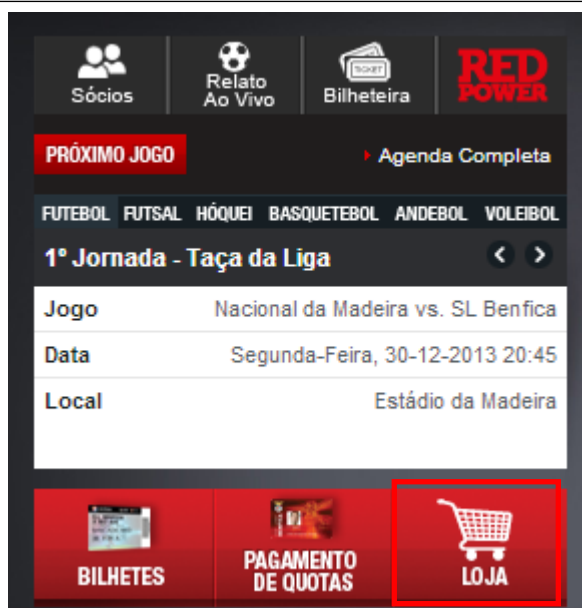 Sócios
Relato
Ao Vivo
TICKET
Bilheteira
RED
POWER
PRÓXIMO JOGO
Agenda Completa
FUTEBOL FUTSAL HÓQUEI BASQUETEBOL ANDEBOL VOLEIBOL
1º Jornada - Taça da Liga
Jogo Nacional da Madeira vs. SL Benfica
Data Segunda-Feira, 30-12-2013 20:45
Local Estádio da Madeira
BILHETES
PAGAMENTO
DE QUOTAS
LOJA